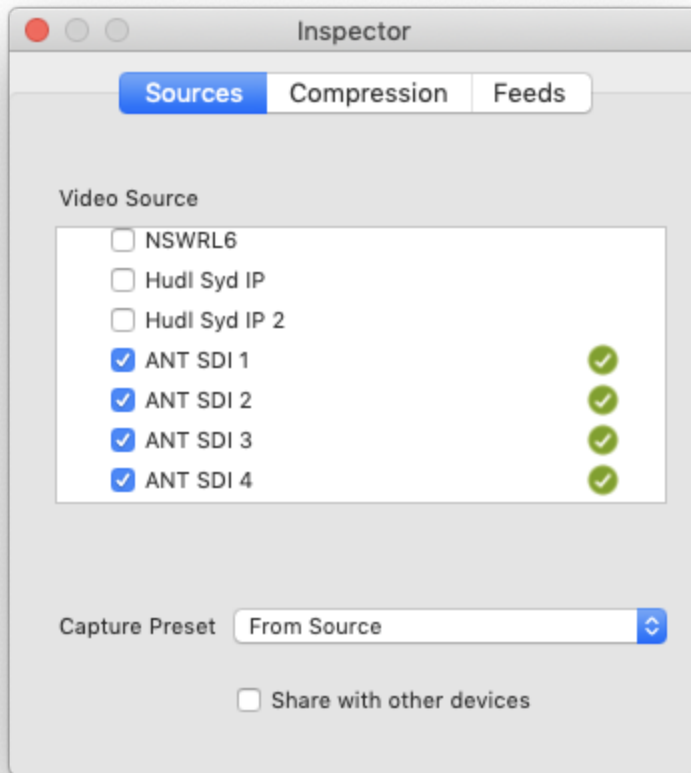 Inspector
Sources Compression Feeds
Video Source
NSWRL6
Hudl Syd IP
Hudl Syd IP 2
ANT SDI 1
ANT SDI 2
ANT SDI 3
ANT SDI 4
Capture Preset From Source
Share with other devices